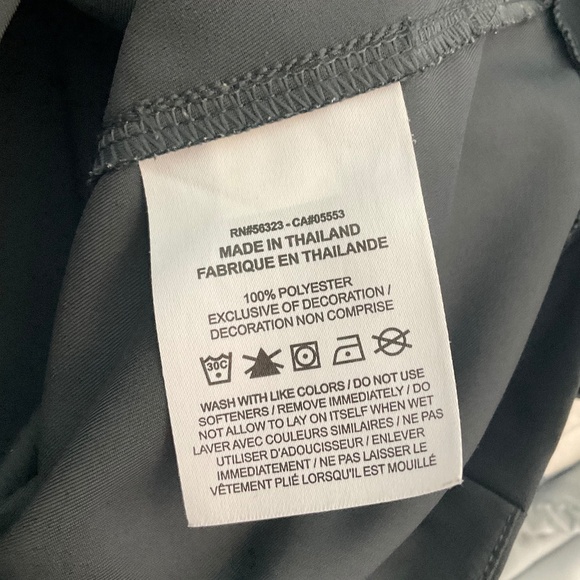 RN#56323 - CA#05553
MADE IN THAILAND
FABRIQUE EN THAILANDE
100% POLYESTER
EXCLUSIVE OF DECORATION /
DECORATION NON COMPRISE
30C
WASH WITH LIKE COLORS / DO NOT USE
SOFTENERS / REMOVE IMMEDIATELY / DO
NOT ALLOW TO LAY ON ITSELF WHEN WET
LAVER AVEC COULEURS SIMILAIRES / NE PAS
UTILISER D'ADOUCISSEUR / ENLEVER
IMMEDIATEMENT / NE PAS LAISSER LE
VÊTEMENT PLIÉ LORSQU'IL EST MOUILLÉ